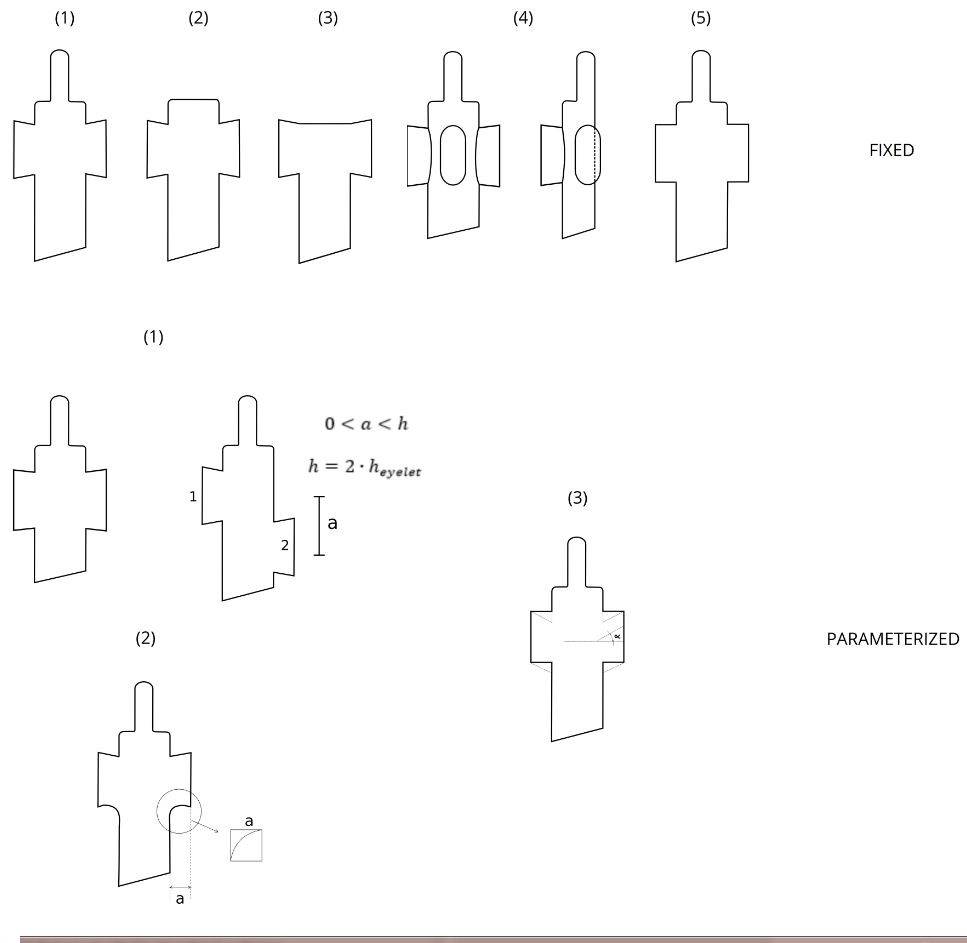 (1)
(2)
(3)
(4)
(5)
FIXED
(1)
0 < a < h
h = 2 · h_eyelet
1
a
2
(3)
PARAMETERIZED
(2)
a
a